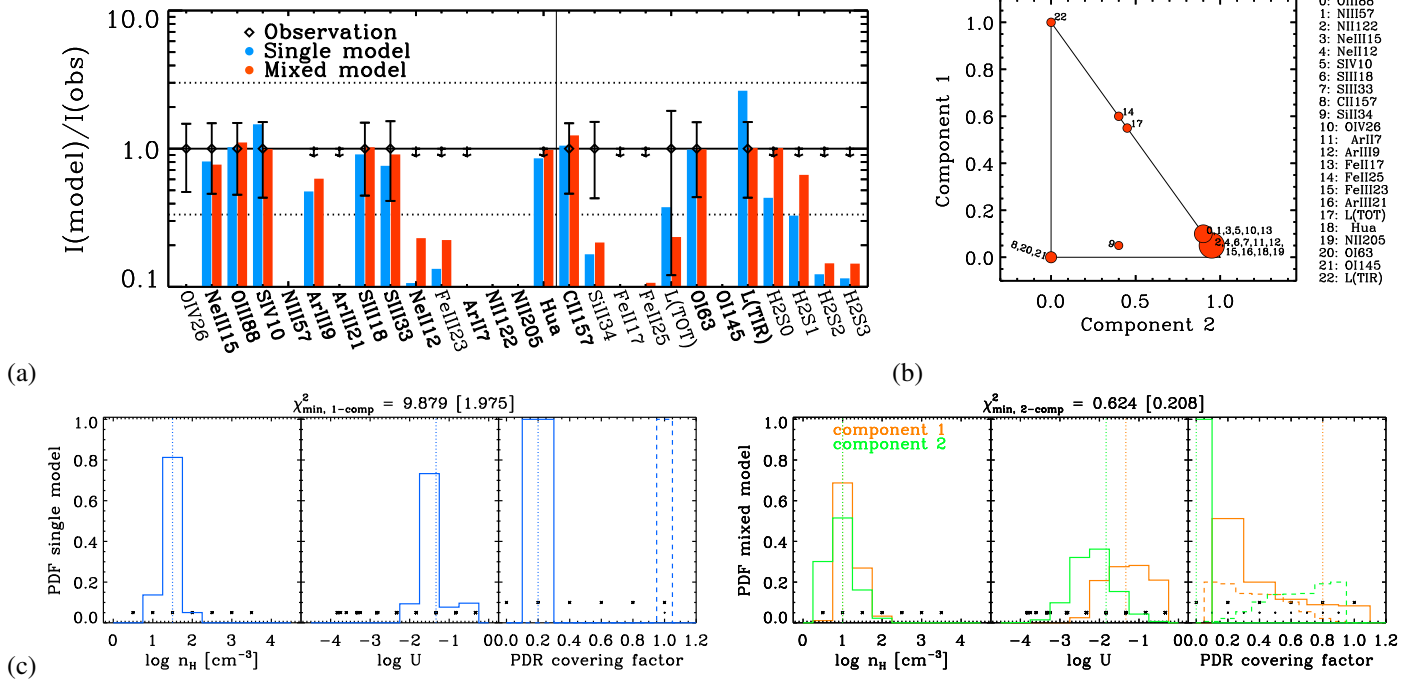 10.0
1.0
0.1
I(model)/I(obs)
Observation
Single model
Mixed model
OIV26
NeIII15
OIII88
SIV10
NIII57
ArIII9
ArIII21
SIII18
SIII33
NeII12
FeIII23
ArII7
NII122
NII205
Hua
CII157
SiII34
FeII17
FeII25
L(TOT)
OI63
OI145
L(TIR)
H2S0
H2S1
H2S2
H2S3
(a)
1.0
0.8
0.6
0.4
0.2
0.0
Component 1
22
14
17
0,1,3,5,10,13
2,4,6,7,11,12,
15,16,18,19
9
8,20,21
0.0 0.5 1.0
Component 2
0: OIII88
1: NIII57
2: NII122
3: NeIII15
4: NeII12
5: SIV10
6: SIII18
7: SIII33
8: CII157
9: SiII34
10: OIV26
11: ArII7
12: ArIII9
13: FeII17
14: FeII25
15: FeIII23
16: ArIII21
17: L(TOT)
18: Hua
19: NII205
20: OI63
21: OI145
22: L(TIR)
(b)
χ²min, 1-comp = 9.879 [1.975]
1.0
0.8
0.6
0.4
0.2
0.0
PDF single model
0 1 2 3 4
log nH [cm⁻³]
−4 −3 −2 −1
log U
0.0 0.2 0.4 0.6 0.8 1.0 1.2
PDR covering factor
χ²min, 2-comp = 0.624 [0.208]
component 1
component 2
1.0
0.8
0.6
0.4
0.2
0.0
PDF mixed model
0 1 2 3 4
log nH [cm⁻³]
−4 −3 −2 −1
log U
0.0 0.2 0.4 0.6 0.8 1.0 1.2
PDR covering factor
(c)